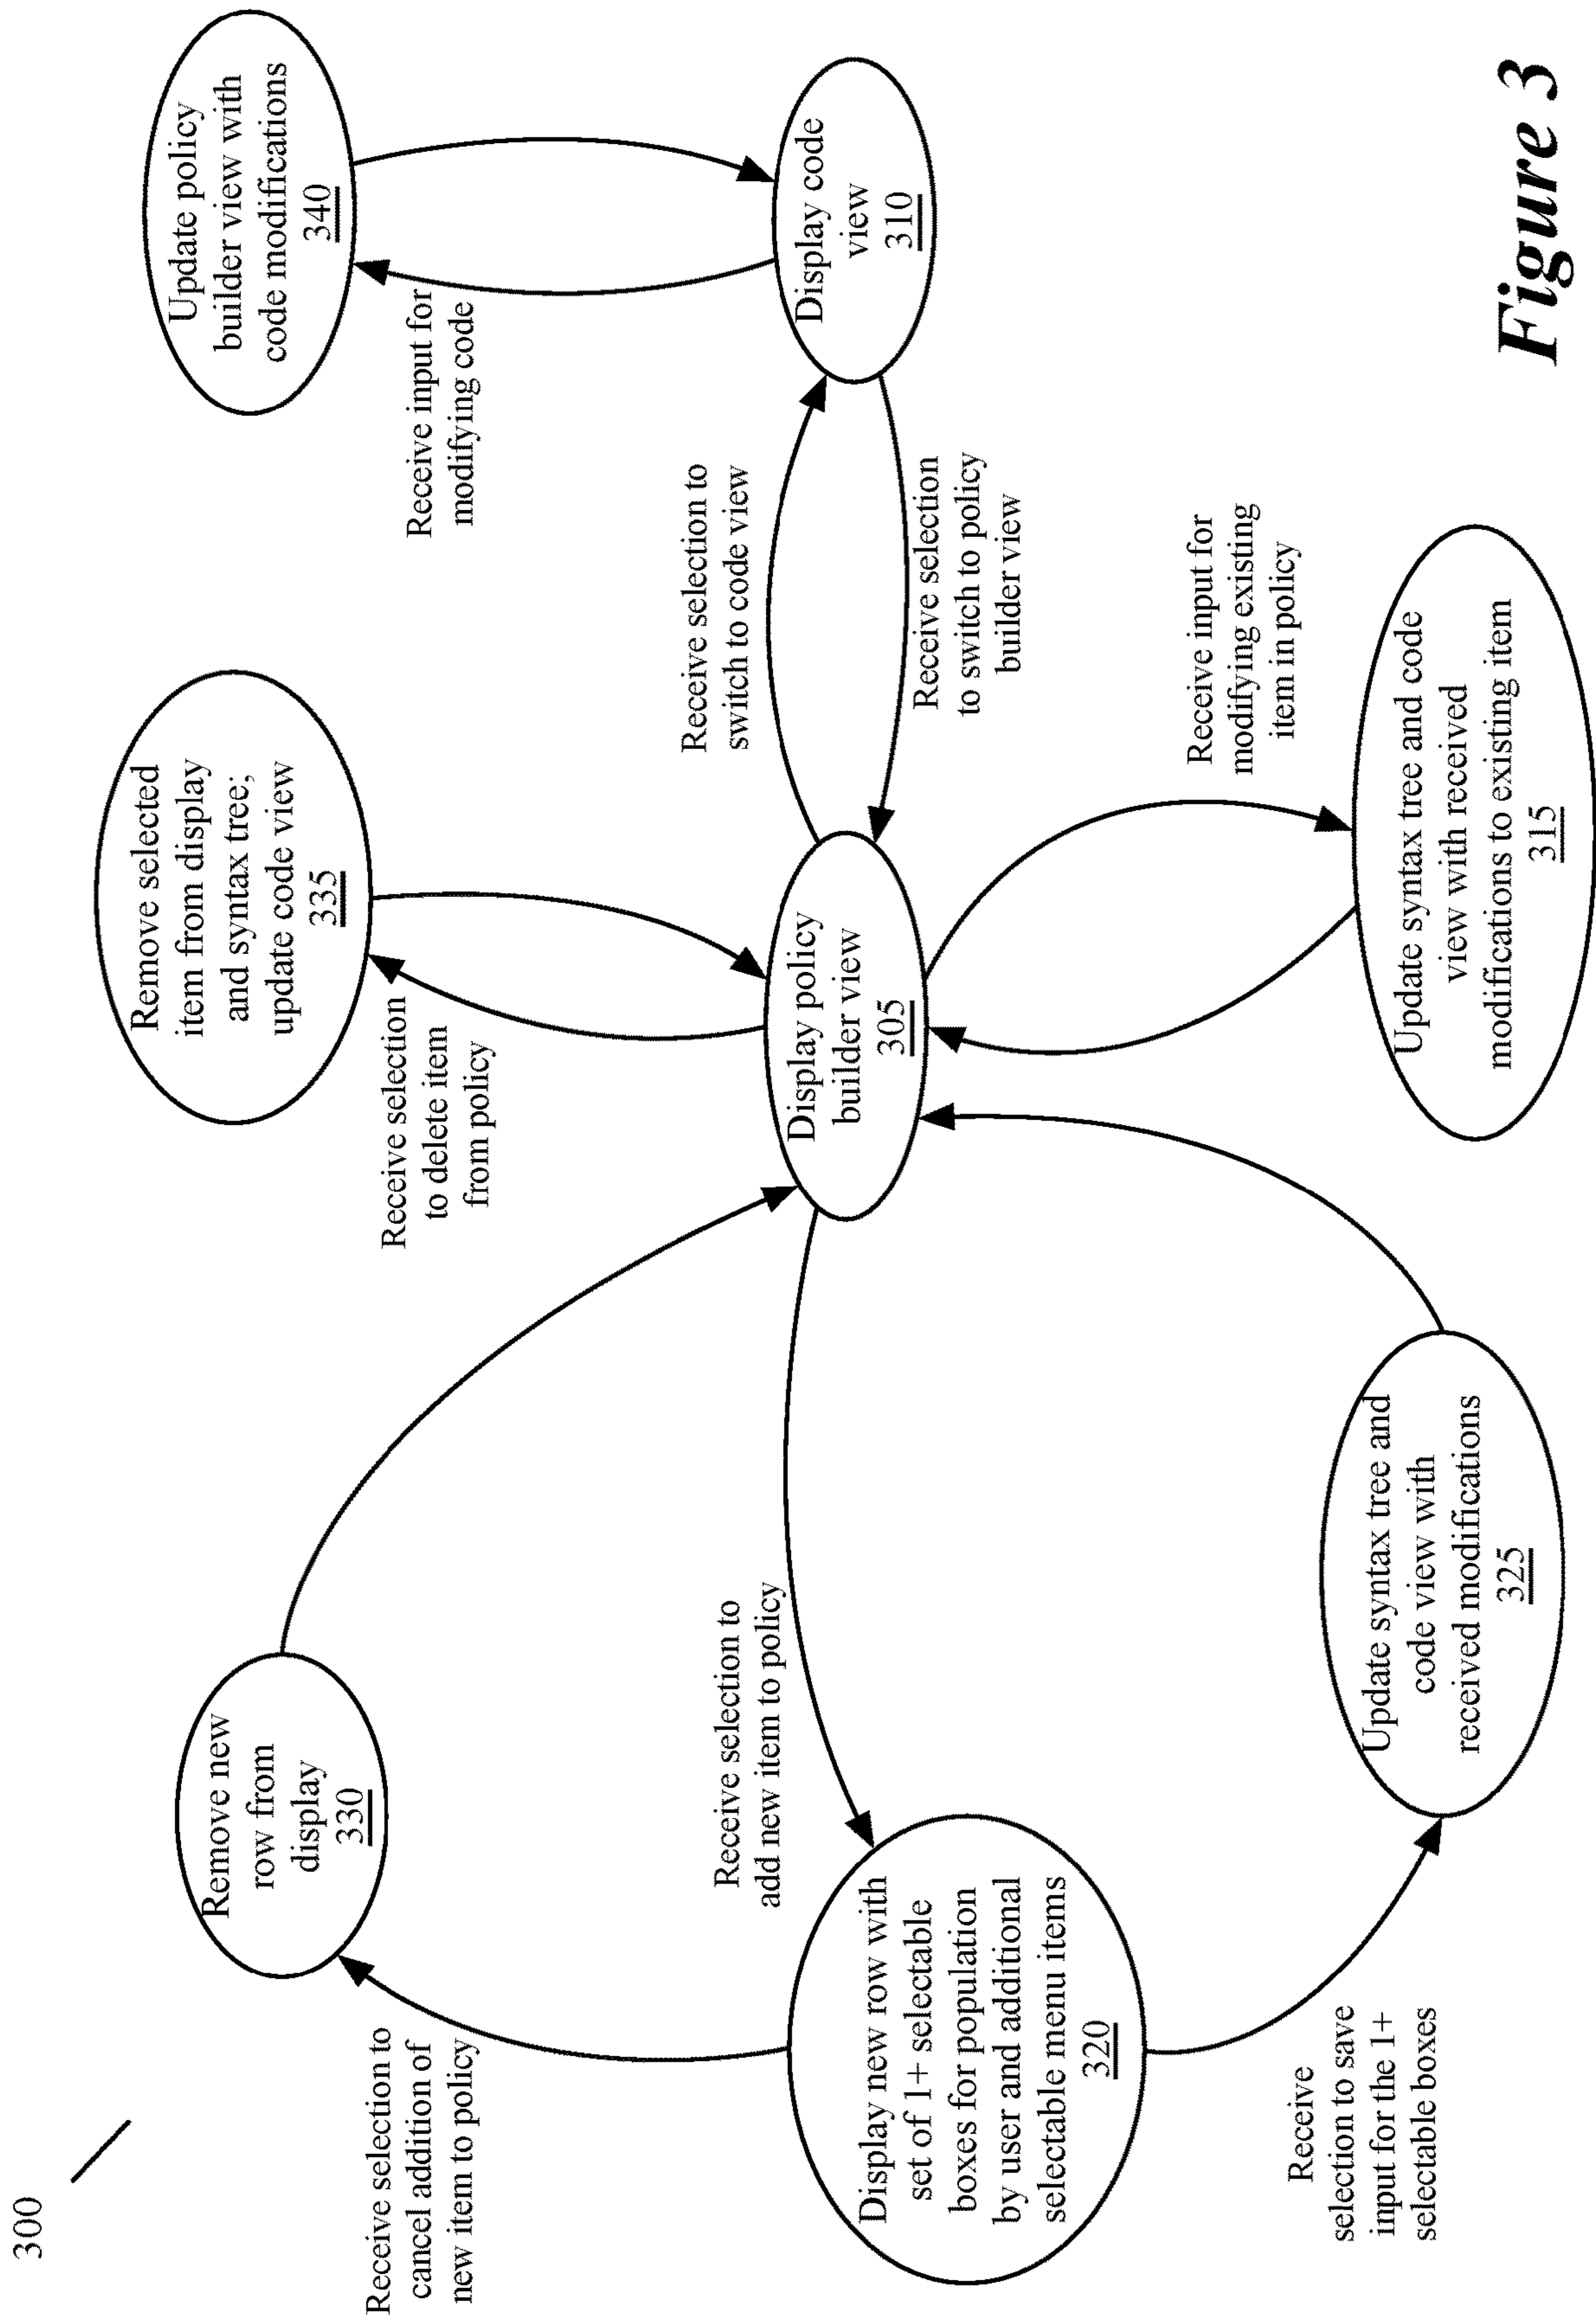 300
Receive selection to
cancel addition of
new item to policy
Remove new
row from
display
330
Receive selection
to delete item
from policy
Remove selected
item from display
and syntax tree;
update code view
335
Update policy
builder view with
code modifications
340
Receive input for
modifying code
Display new row with
set of 1+ selectable
boxes for population
by user and additional
selectable menu items
320
Receive selection to
add new item to policy
Display policy
builder view
305
Receive selection to
switch to code view
Receive selection
to switch to policy
builder view
Display code
view
310
Receive
selection to save
input for the 1+
selectable boxes
Update syntax tree and
code view with
received modifications
325
Receive input for
modifying existing
item in policy
Update syntax tree and code
view with received
modifications to existing item
315
Figure 3